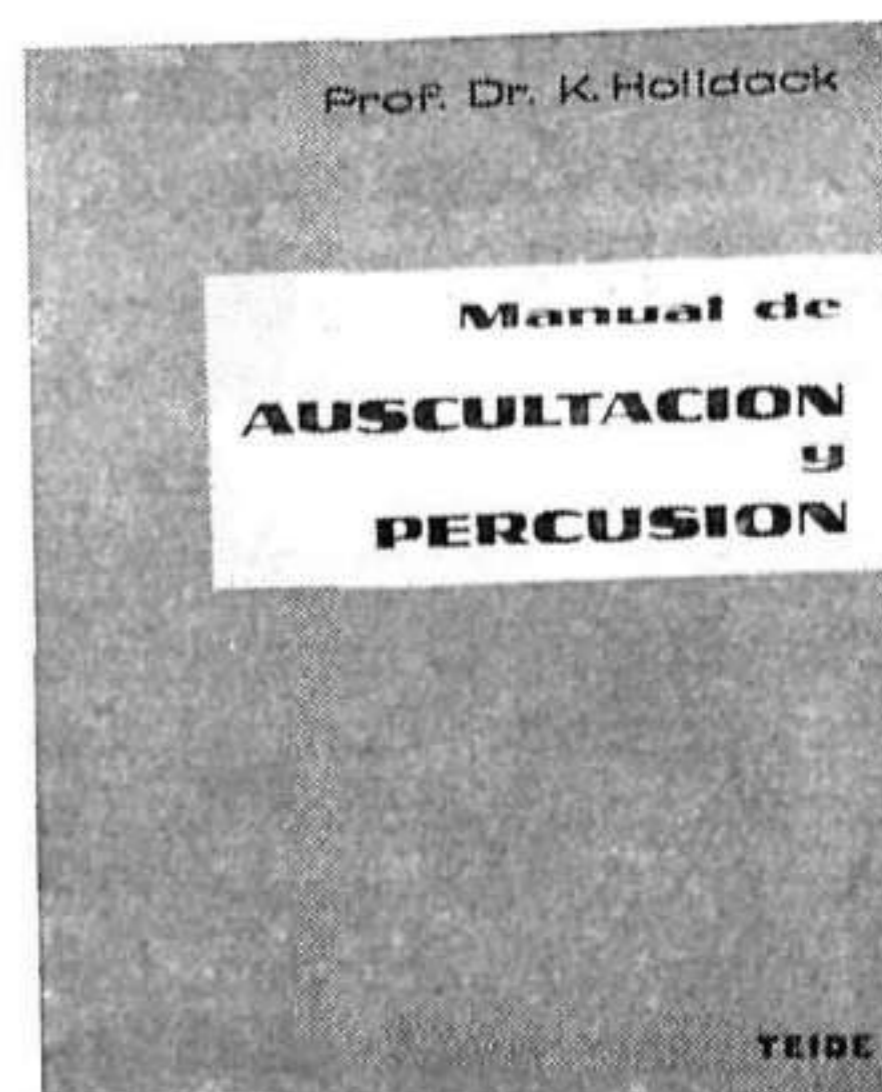 Prof. Dr. K. Holldack
Manual de
AUSCULTACION
y
PERCUSION
TEIDE